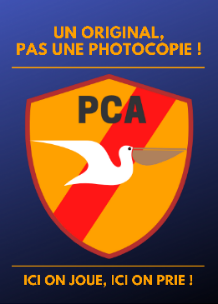 UN ORIGINAL,
PAS UNE PHOTOCOPIE !
PCA
ICI ON JOUE, ICI ON PRIE !